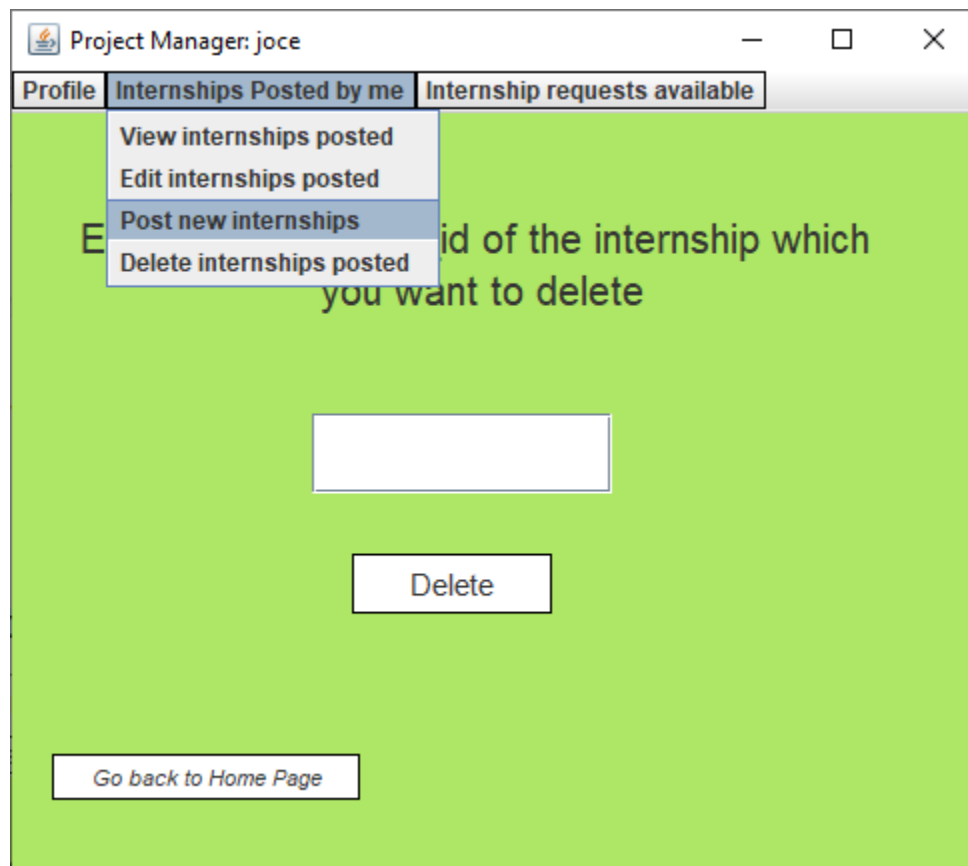 Project Manager: joce
Profile Internships Posted by me Internship requests available
View internships posted
Edit internships posted
Post new internships
Delete internships posted
id of the internship which
you want to delete
Delete
Go back to Home Page